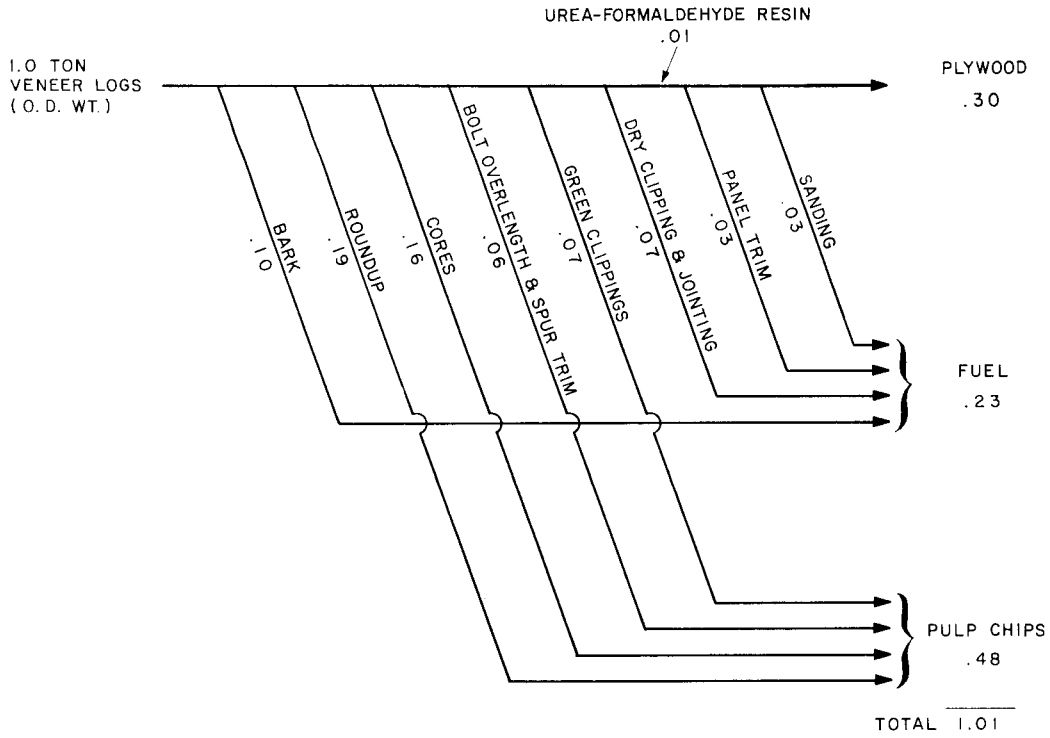 UREA-FORMALDEHYDE RESIN
.01
1.0 TON
VENEER LOGS
(O.D. WT.)
PLYWOOD
.30
BARK
.10
ROUNDUP
.19
CORES
.16
BOLT OVERLENGTH & SPUR TRIM
.06
GREEN CLIPPINGS
.07
DRY CLIPPING & JOINTING
.07
PANEL TRIM
.03
SANDING
.03
FUEL
.23
PULP CHIPS
.48
TOTAL 1.01